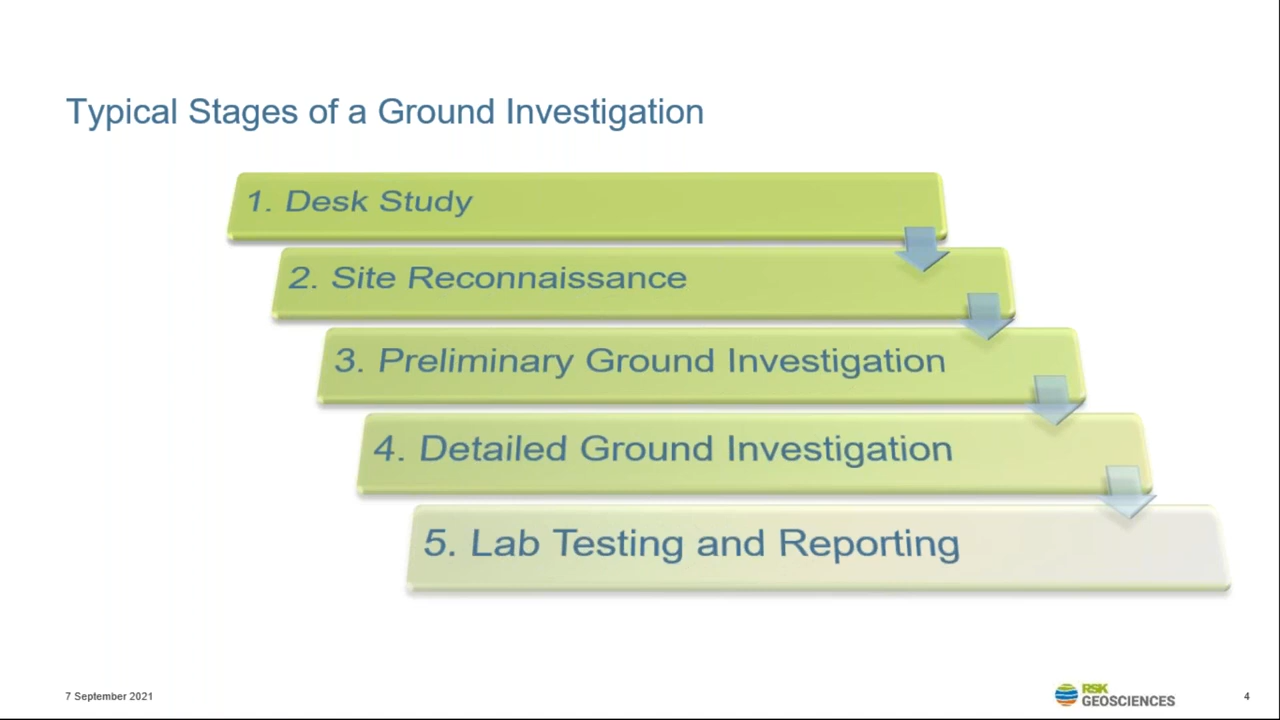 Typical Stages of a Ground Investigation
1. Desk Study
2. Site Reconnaissance
3. Preliminary Ground Investigation
4. Detailed Ground Investigation
5. Lab Testing and Reporting
7 September 2021
RSK
GEOSCIENCES
4